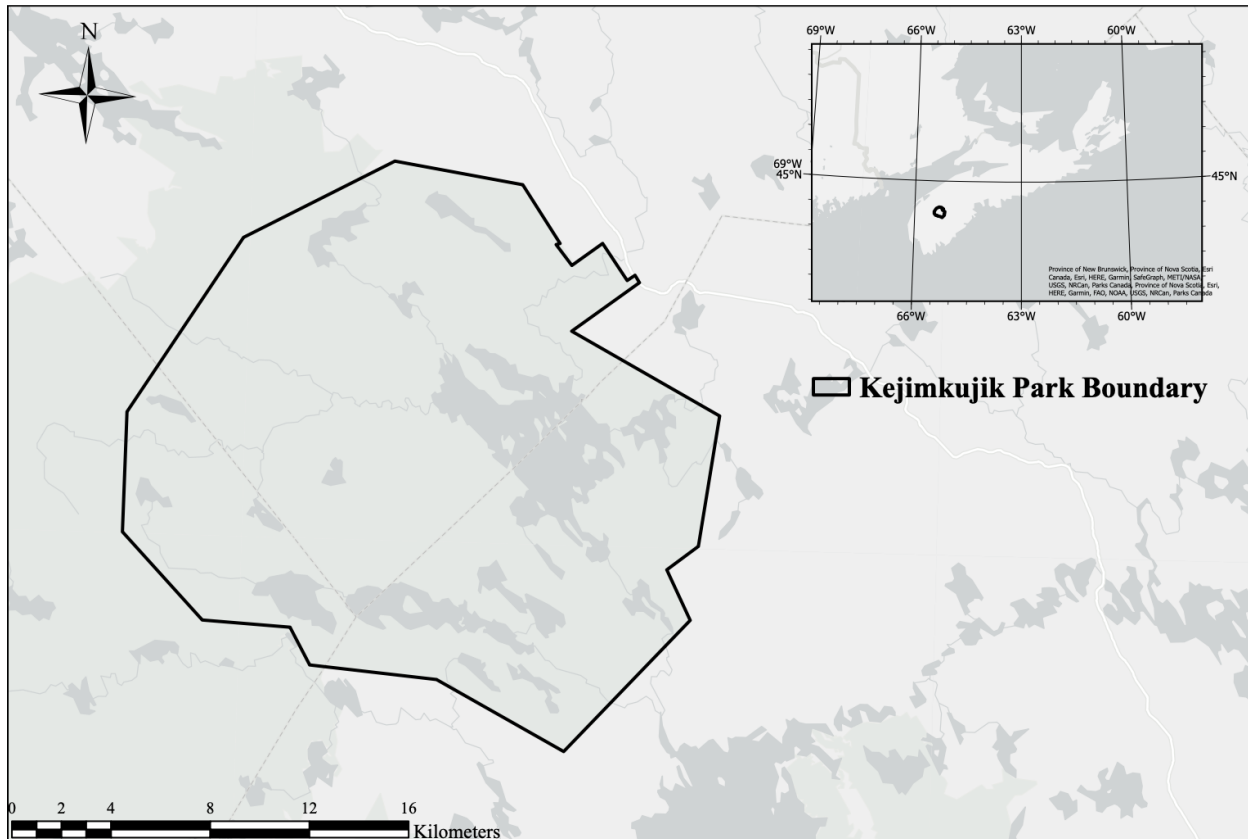 N
69°W 66°W 63°W 60°W
69°W
45°N 45°N
Province of New Brunswick, Province of Nova Scotia, Esri
Canada, Esri, HERE, Garmin, SafeGraph, METI/NASA,
USGS, NRCan, Parks Canada, Province of Nova Scotia, Esri,
HERE, Garmin, FAO, NOAA, USGS, NRCan, Parks Canada
66°W 63°W 60°W
Kejimkujik Park Boundary
0 2 4 8 12 16
Kilometers